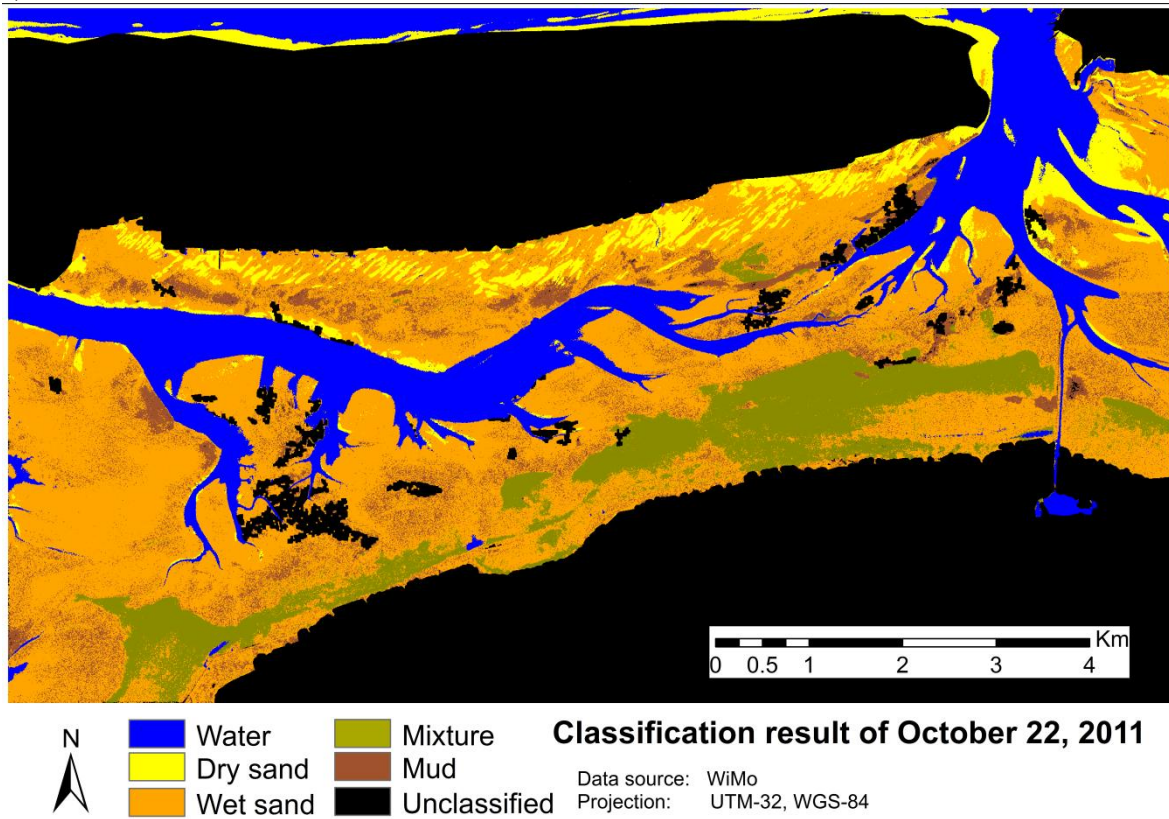 Km
0 0.5 1 2 3 4
N
Water
Dry sand
Wet sand
Mixture
Mud
Unclassified
Classification result of October 22, 2011
Data source: WiMo
Projection: UTM-32, WGS-84